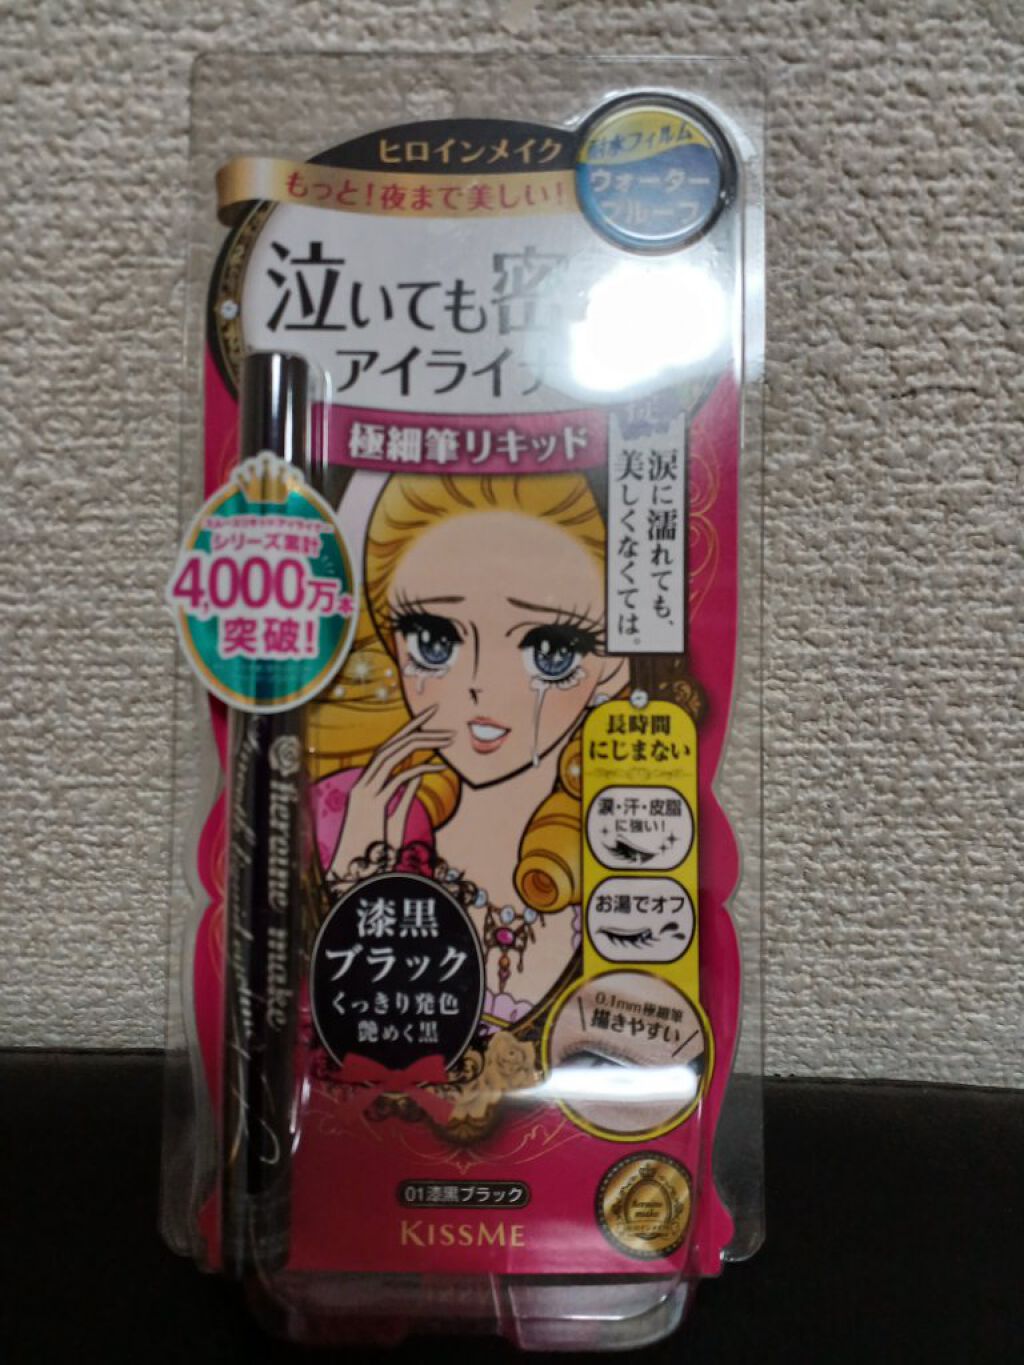 ヒロインメイク
耐水フィルム
ウォーター
プルーフ
もっと!夜まで美しい!
泣いても密
アイライナ
極細筆リキッド
涙に濡れても、
美しくなくては。
シリーズ累計
4,000万本
突破!
長時間
にじまない
涙・汗・皮脂
に強い!
お湯でオフ
0.1mm極細筆
描きやすい
漆黒
ブラック
くっきり発色
艶めく黒
heroine make
01漆黒ブラック
KISSME
heroine
make